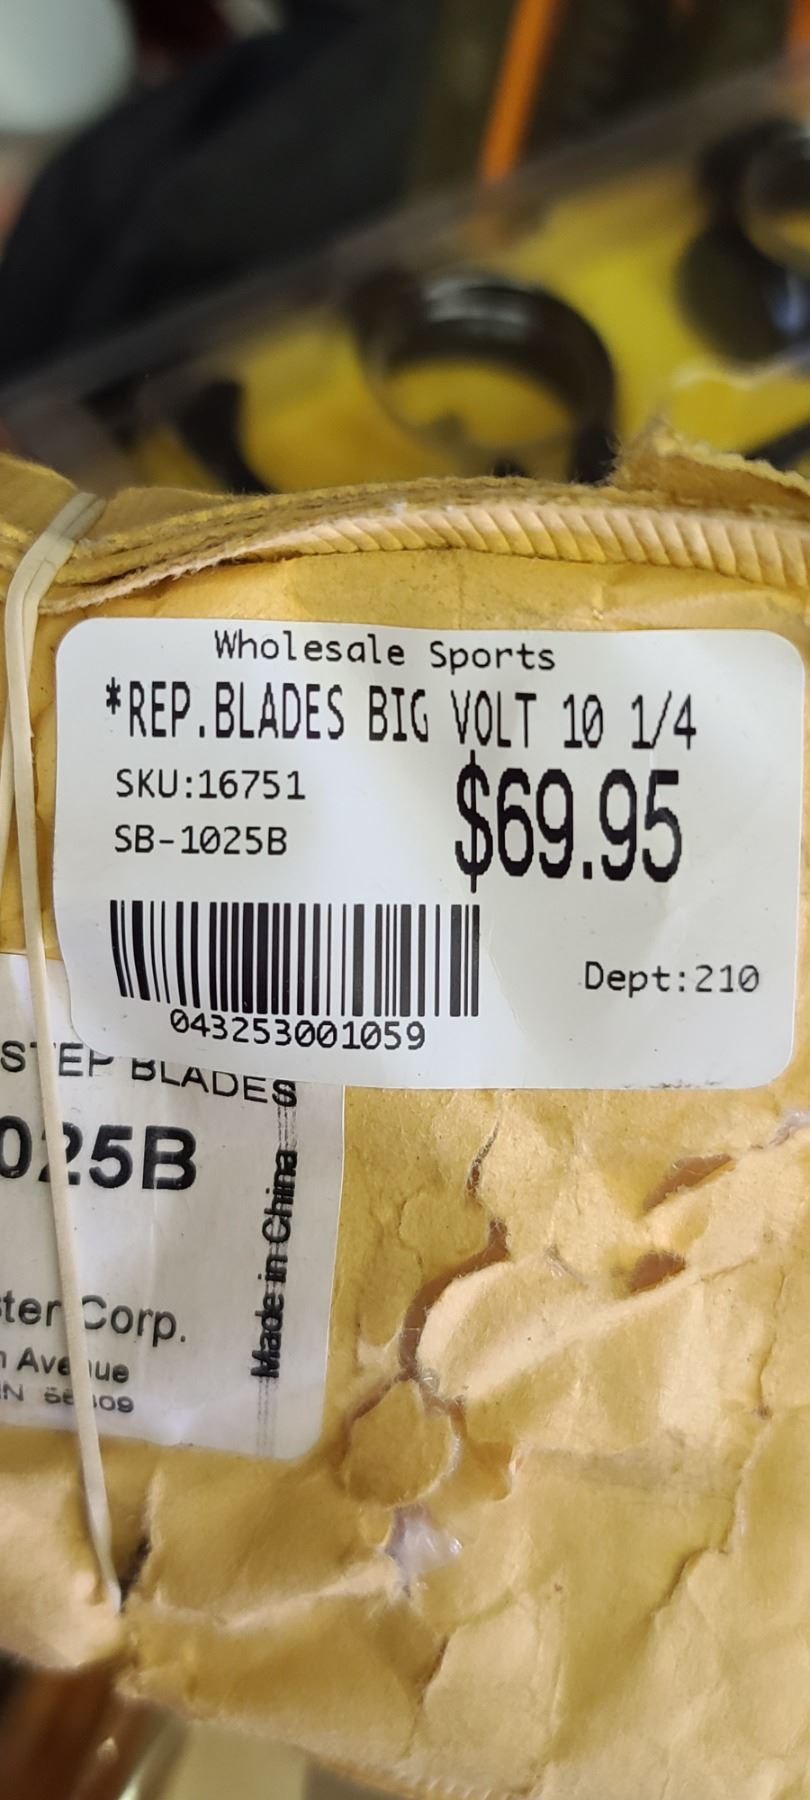 Wholesale Sports
*REP.BLADES BIG VOLT 10 1/4
SKU:16751
$69.95
SB-1025B
Dept:210
043253001059
STEP BLADES
025B
Made in China
ter Corp.
Avenue